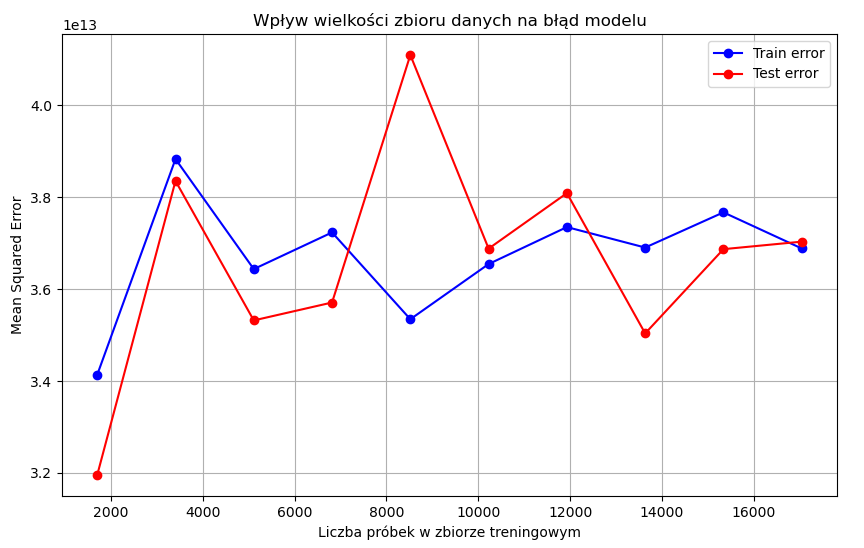 Wpływ wielkości zbioru danych na błąd modelu
1e13
Train error
Test error
4.0
3.8
3.6
3.4
3.2
Mean Squared Error
2000 4000 6000 8000 10000 12000 14000 16000
Liczba próbek w zbiorze treningowym